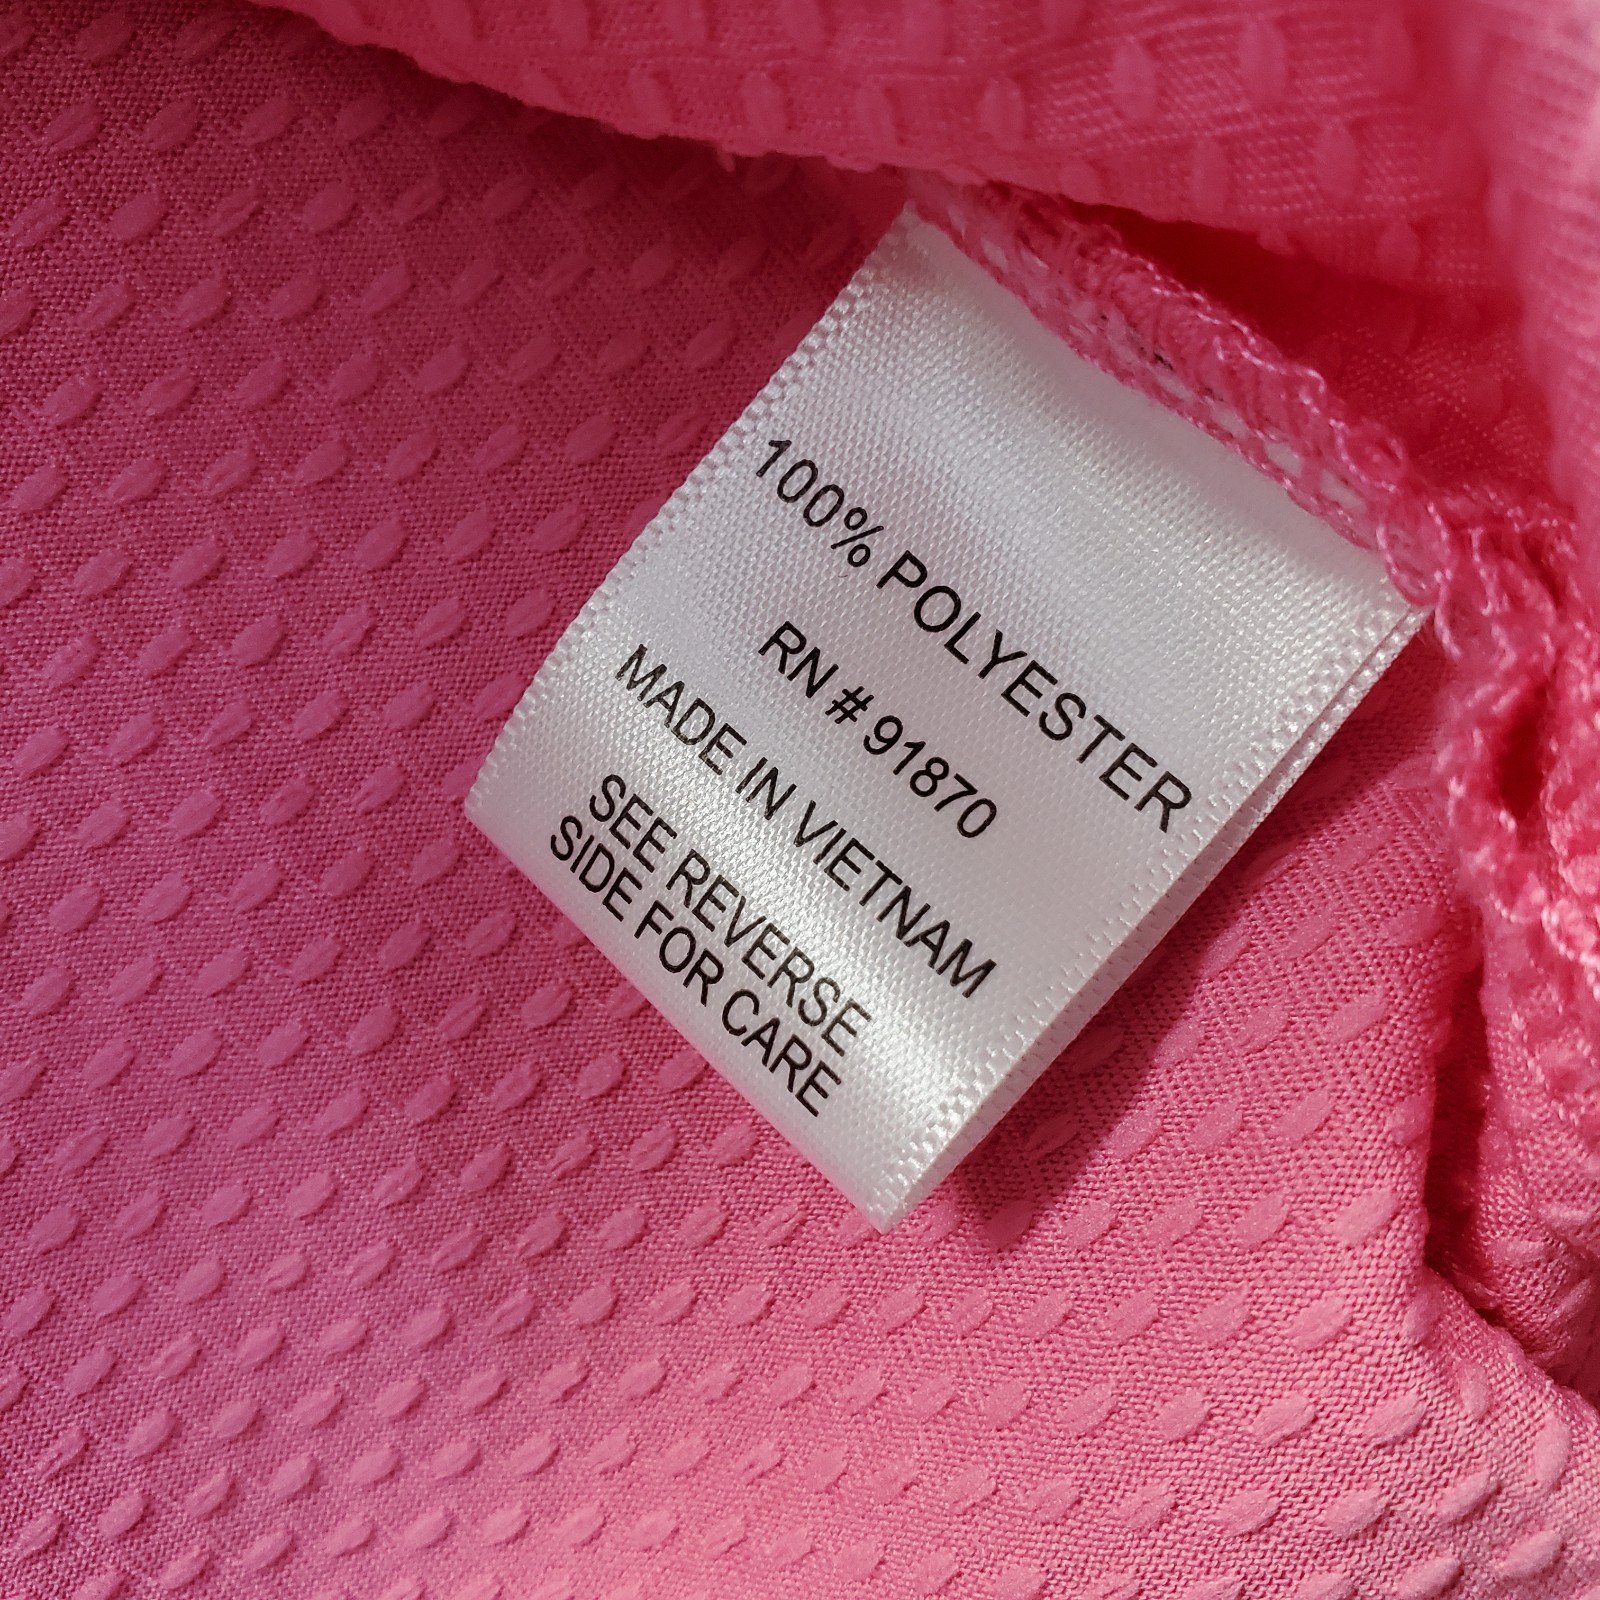 100% POLYESTER
RN # 91870
MADE IN VIETNAM
SEE REVERSE
SIDE FOR CARE